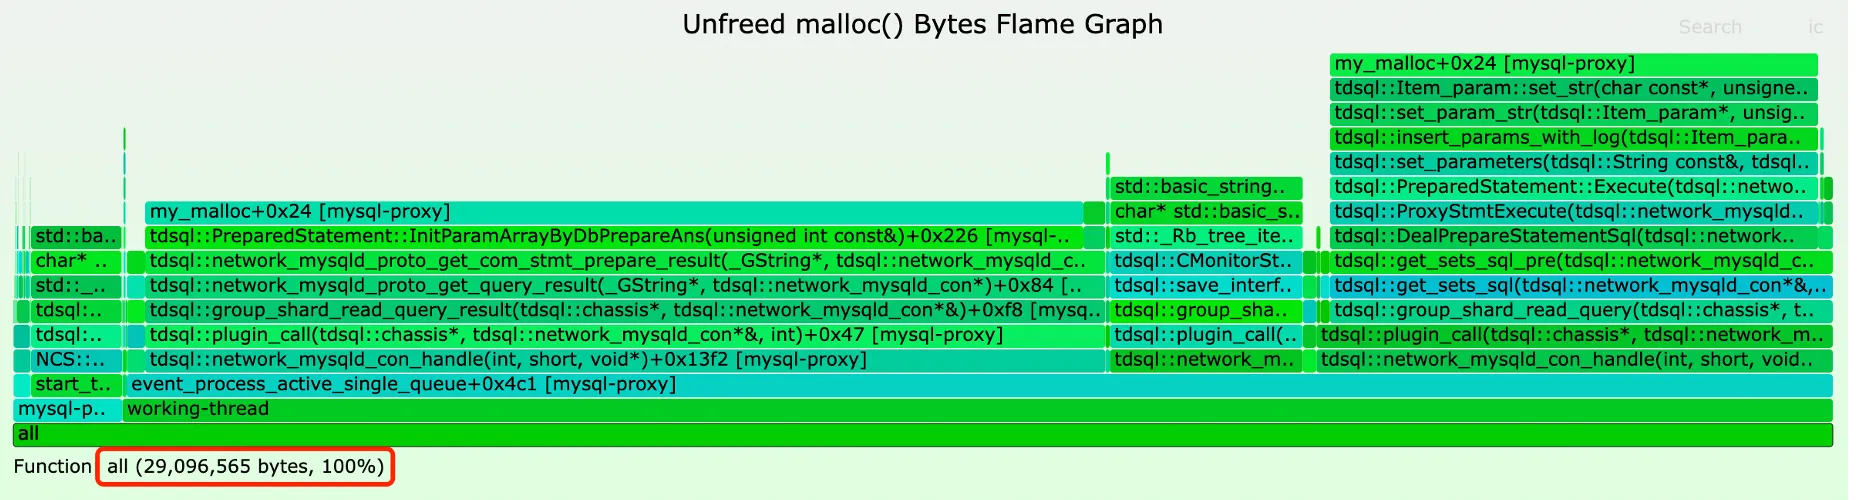 Unfreed malloc() Bytes Flame Graph
Search ic
my_malloc+0x24 [mysql-proxy]
tdsql::Item_param::set_str(char const*, unsigne..
tdsql::set_param_str(tdsql::Item_param*, unsig..
tdsql::insert_params_with_log(tdsql::Item_para..
tdsql::set_parameters(tdsql::String const&, tdsql..
std::basic_string.. tdsql::PreparedStatement::Execute(tdsql::netwo..
my_malloc+0x24 [mysql-proxy] char* std::basic_s.. tdsql::ProxyStmtExecute(tdsql::network_mysqld..
std::ba.. tdsql::PreparedStatement::InitParamArrayByDbPrepareAns(unsigned int const&)+0x226 [mysql-.. std::_Rb_tree_ite.. tdsql::DealPrepareStatementSql(tdsql::network..
char* .. tdsql::network_mysqld_proto_get_com_stmt_prepare_result(_GString*, tdsql::network_mysqld_c.. tdsql::CMonitorSt.. tdsql::get_sets_sql_pre(tdsql::network_mysqld_c..
std::_.. tdsql::network_mysqld_proto_get_query_result(_GString*, tdsql::network_mysqld_con*)+0x84 [.. tdsql::save_interf.. tdsql::get_sets_sql(tdsql::network_mysqld_con*&,..
tdsql:.. tdsql::group_shard_read_query_result(tdsql::chassis*, tdsql::network_mysqld_con*&)+0xf8 [mysq.. tdsql::group_sha.. tdsql::group_shard_read_query(tdsql::chassis*, t..
tdsql:.. tdsql::plugin_call(tdsql::chassis*, tdsql::network_mysqld_con*&, int)+0x47 [mysql-proxy] tdsql::plugin_call(.. tdsql::plugin_call(tdsql::chassis*, tdsql::network_m..
NCS::.. tdsql::network_mysqld_con_handle(int, short, void*)+0x13f2 [mysql-proxy] tdsql::network_m.. tdsql::network_mysqld_con_handle(int, short, void..
start_t.. event_process_active_single_queue+0x4c1 [mysql-proxy]
mysql-p.. working-thread
all
Function all (29,096,565 bytes, 100%)